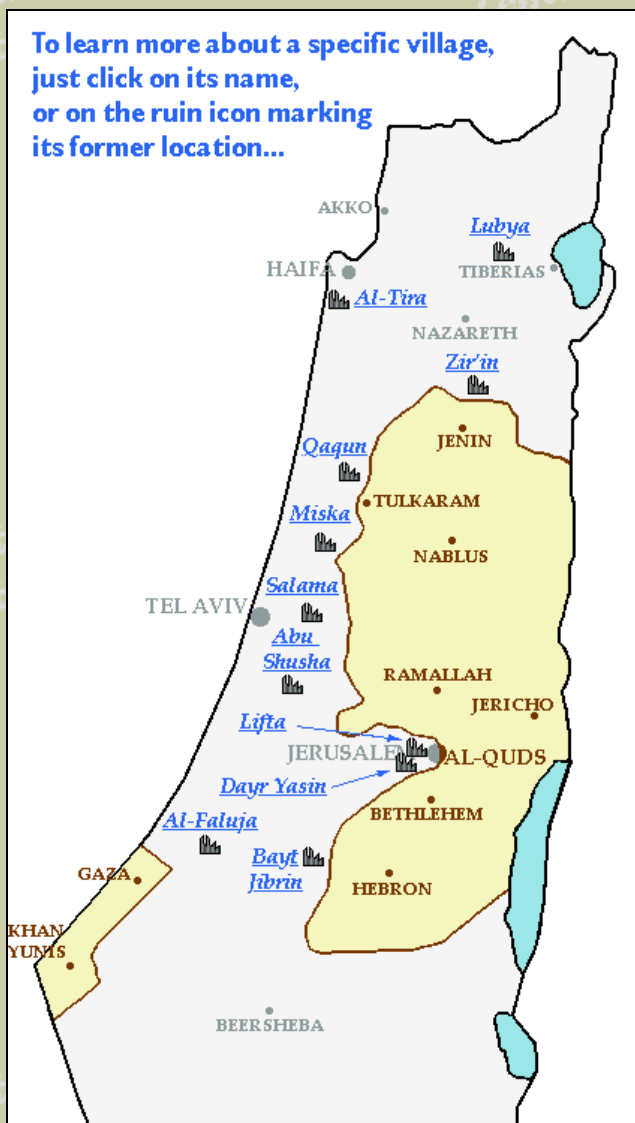 To learn more about a specific village,
just click on its name,
or on the ruin icon marking
its former location...
AKKO
Lubya
HAIFA
TIBERIAS
Al-Tira
NAZARETH
Zir'in
JENIN
Qaqun
TULKARAM
Miska
NABLUS
Salama
TEL AVIV
Abu
Shusha
RAMALLAH
JERICHO
Lifta
JERUSALEM
AL-QUDS
Dayr Yasin
BETHLEHEM
Al-Faluja
Bayt
Jibrin
GAZA
HEBRON
KHAN
YUNIS
BEERSHEBA